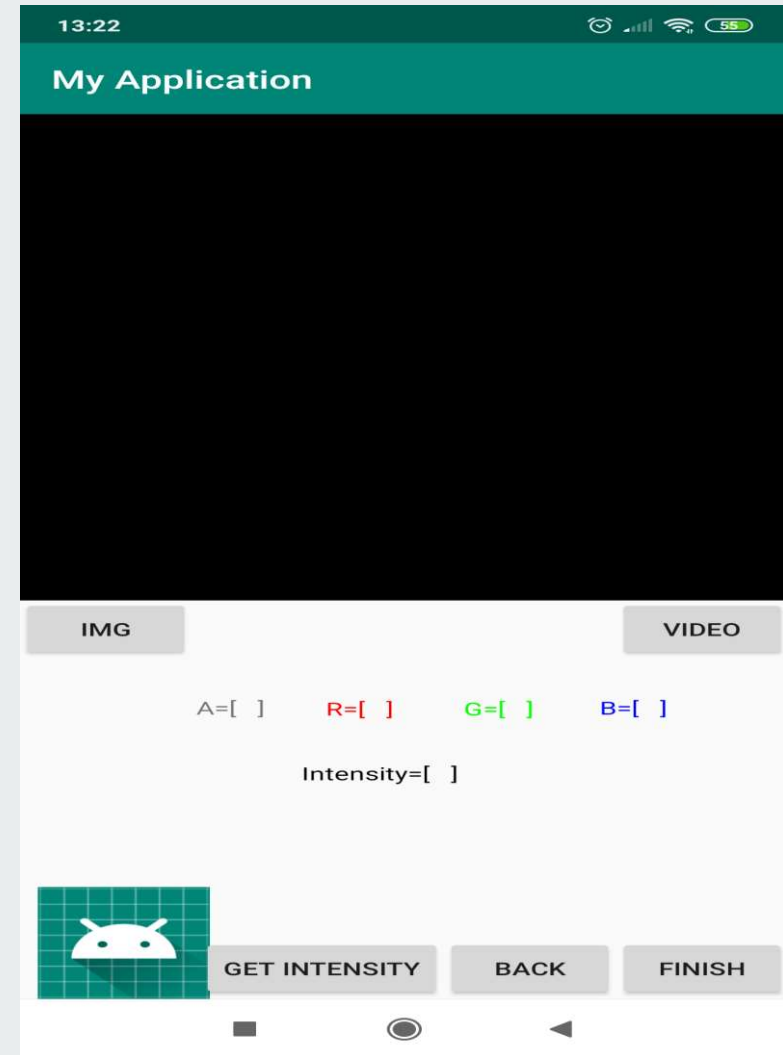 13:22 55
My Application
IMG VIDEO
A=[ ] R=[ ] G=[ ] B=[ ]
Intensity=[ ]
GET INTENSITY BACK FINISH